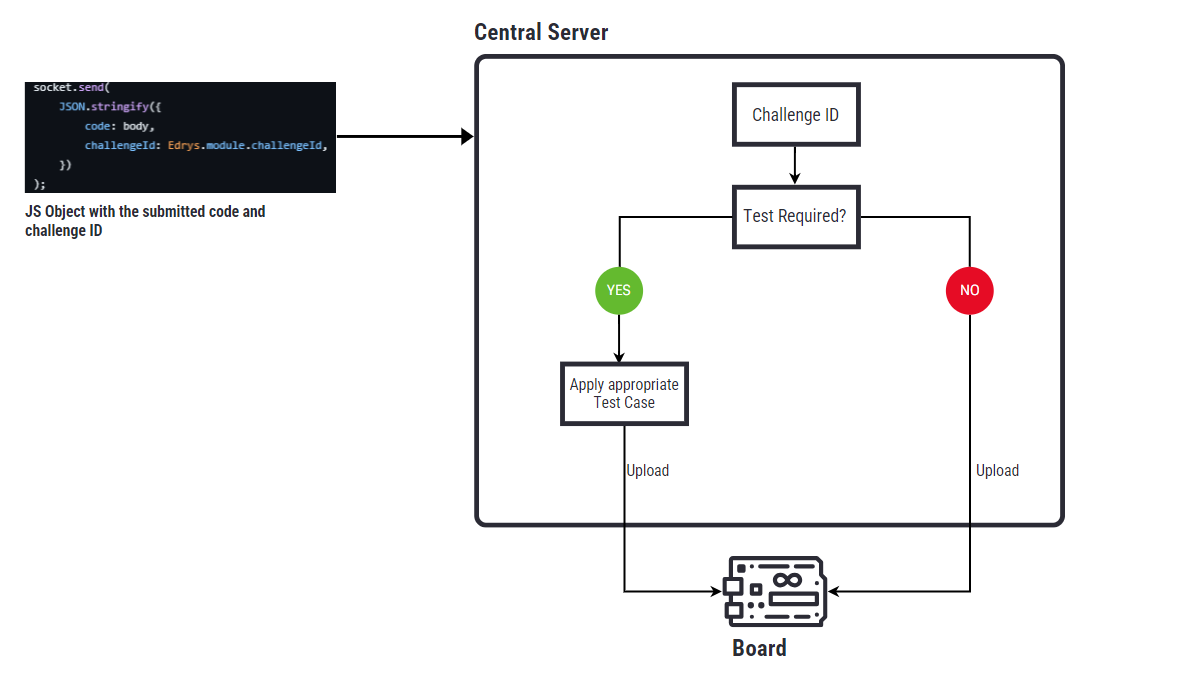 Central Server
socket.send(
JSON.stringify({
code: body,
challengeId: Edrys.module.challengeId,
})
);
JS Object with the submitted code and
challenge ID
Challenge ID
Test Required?
YES
NO
Apply appropriate
Test Case
Upload
Upload
Board